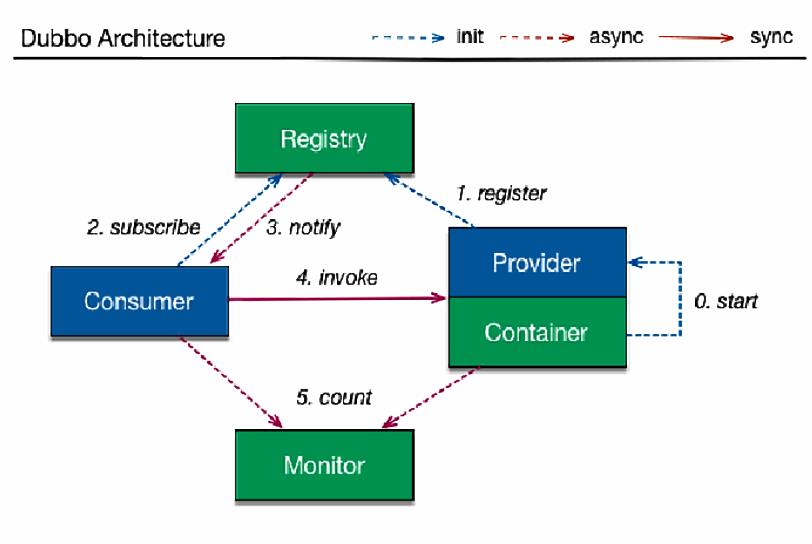 Dubbo Architecture
init
async
sync
Registry
1. register
2. subscribe
3. notify
Provider
4. invoke
Consumer
0. start
Container
5. count
Monitor